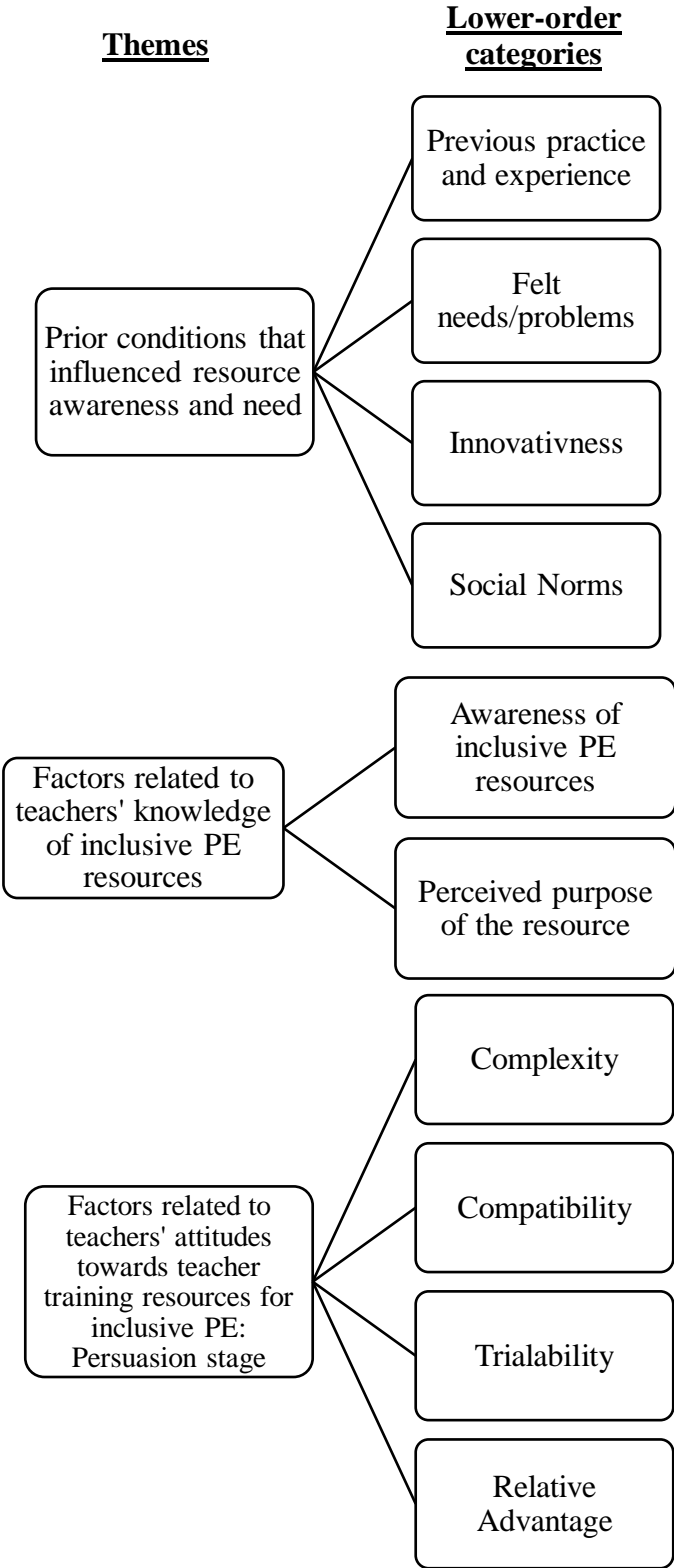 Themes
Lower-order
categories
Prior conditions that
influenced resource
awareness and need
Previous practice
and experience
Felt
needs/problems
Innovativness
Social Norms
Factors related to
teachers' knowledge
of inclusive PE
resources
Awareness of
inclusive PE
resources
Perceived purpose
of the resource
Factors related to
teachers' attitudes
towards teacher
training resources for
inclusive PE:
Persuasion stage
Complexity
Compatibility
Trialability
Relative
Advantage